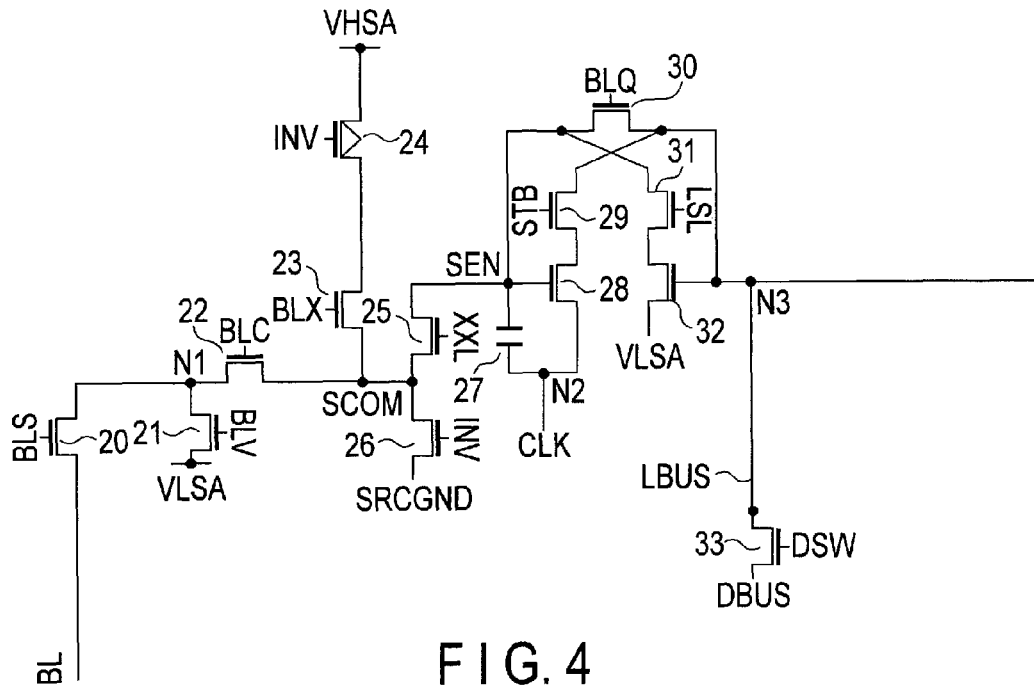 VHSA
BLQ
30
INV
24
31
STB
29
LSL
23
SEN
BLX
25
28
22
BLC
XXL
32
N3
N1
27
VLSA
SCOM
N2
BLS
20
21
BLV
26
INV
CLK
VLSA
LBUS
SRCGND
33
DSW
DBUS
BL
FIG. 4